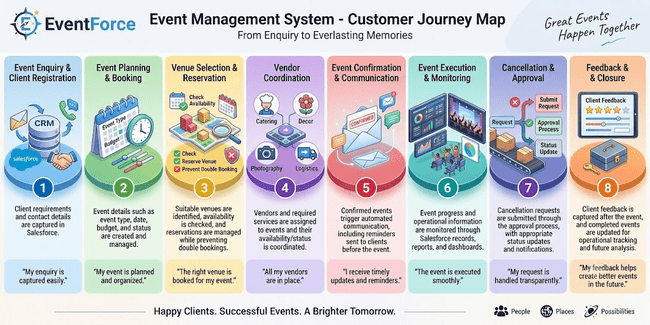 EventForce
Event Management System - Customer Journey Map
From Enquiry to Everlasting Memories
Great Events
Happen Together
Event Enquiry &
Client Registration
CRM
salesforce
1
Client requirements
and contact details
are captured in
Salesforce.
"My enquiry is
captured easily."
Event Planning
& Booking
Event Type
Budget
2
Event details such as
event type, date,
budget, and status
are created and
managed.
"My event is planned
and organized."
Venue Selection &
Reservation
Check
Availability
Check
Reserve Venue
Prevent Double Booking
3
Suitable venues are
identified, availability
is checked, and
reservations are
managed while
preventing
double bookings.
"The right venue is
booked for my event."
Vendor
Coordination
Catering
Decor
Photography
Logistics
4
Vendors and required
services are assigned
to events and their
availability/status
is coordinated.
"All my vendors
are in place."
Event Confirmation
& Communication
CONFIRMED
5
Confirmed events
trigger automated
communication,
including reminders
sent to clients before
the event.
"I receive timely
updates and reminders."
Event Execution
& Monitoring
6
Event progress and
operational information
are monitored through
Salesforce records,
reports, and dashboards.
"The event is executed
smoothly."
Cancellation &
Approval
Submit
Request
Request
Approval
Process
Status
Update
7
Cancellation requests
are submitted through
the approval process,
with appropriate
status updates and
notifications.
"My request is
handled transparently."
Feedback &
& Closure
Client Feedback
8
Client feedback is
captured after the event,
and completed events
are updated for
operational tracking
and future analysis.
"My feedback helps
create better events
in the future."
Happy Clients. Successful Events. A Brighter Tomorrow.
People
Places
Possibilities